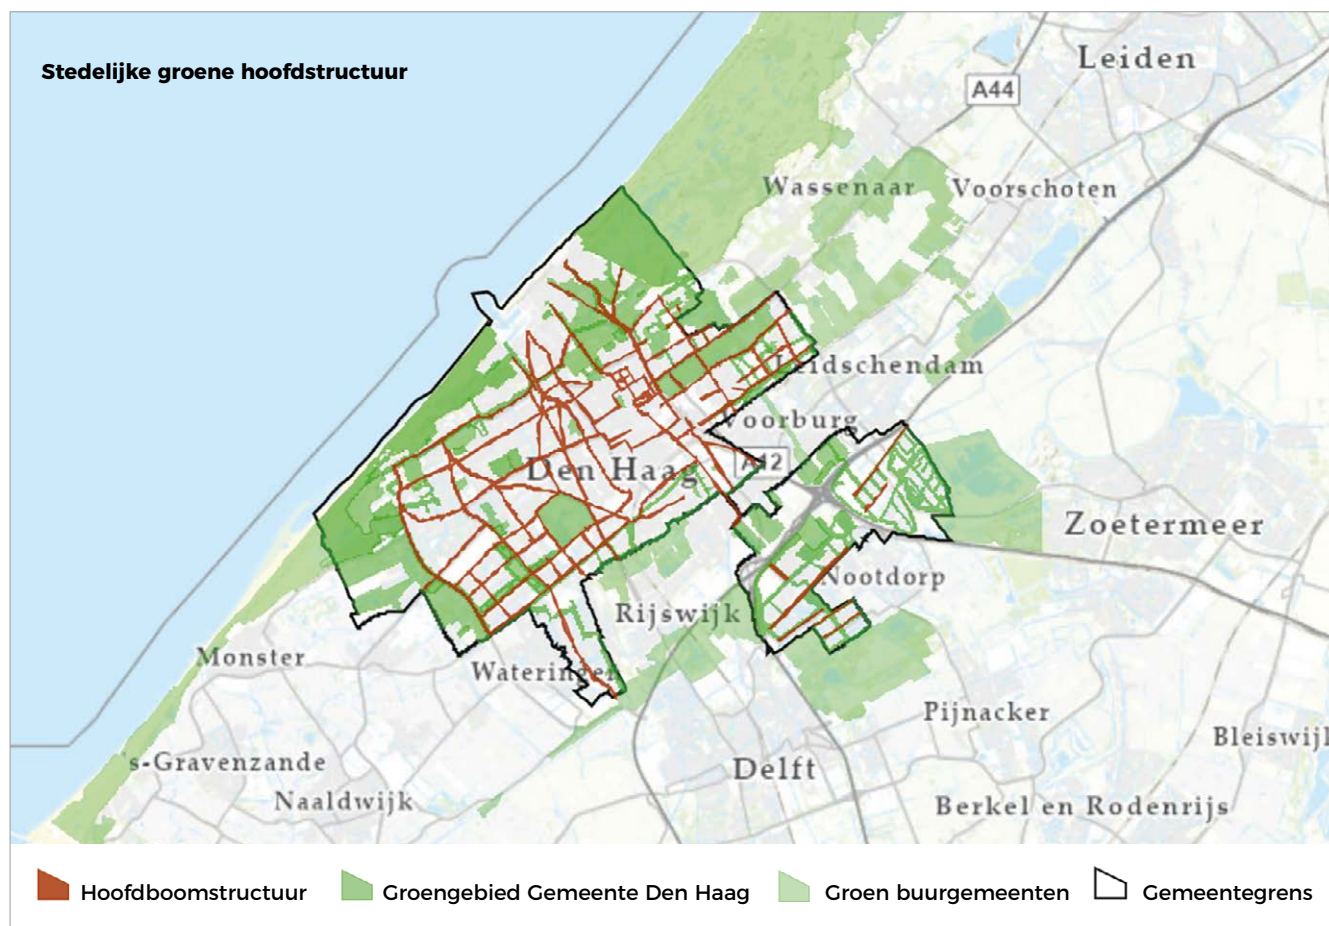 Stedelijke groene hoofdstructuur
Leiden
A44
Wassenaar
Voorschoten
Leidschendam
Voorburg
Den Haag
A12
Zoetermeer
Nootdorp
Rijswijk
Monster
Wateringen
Pijnacker
Bleiswijk
's-Gravenzande
Delft
Naaldwijk
Berkel en Rodenrijs
Hoofdboomstructuur
Groengebied Gemeente Den Haag
Groen buurgemeenten
Gemeentegrens